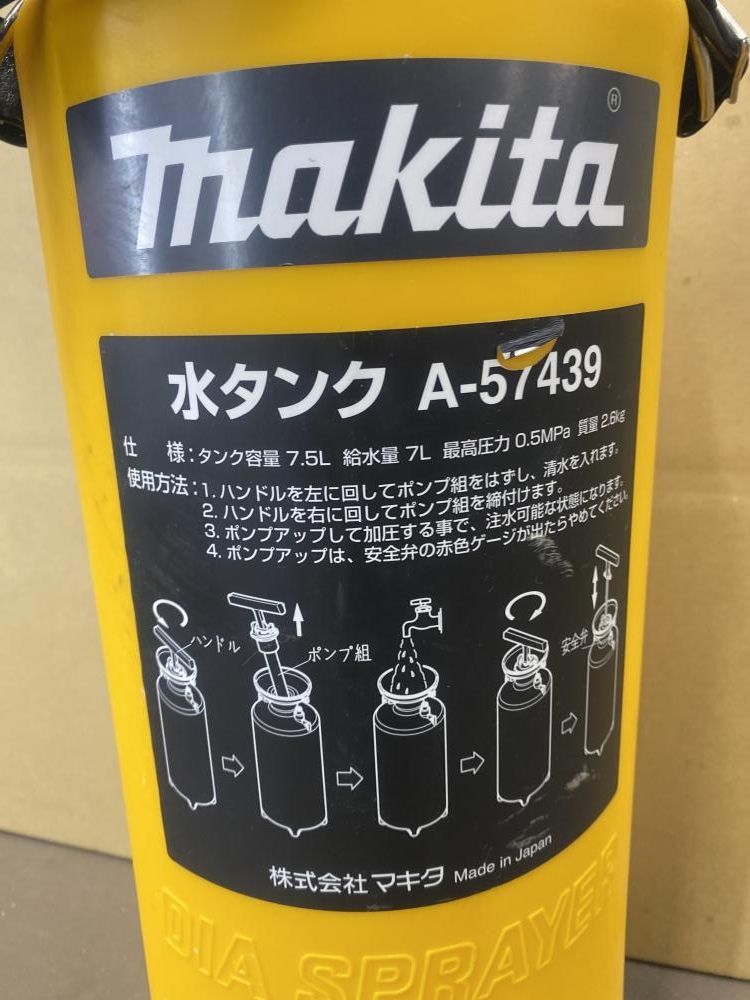 makita®
水タンク A-57439
仕　様：タンク容量 7.5L 給水量 7L 最高圧力 0.5MPa 質量 2.6kg
使用方法：1. ハンドルを左に回してポンプ組をはずし、清水を入れます。
2. ハンドルを右に回してポンプ組を締付けます。
3. ポンプアップして加圧する事で、注水可能な状態になります。
4. ポンプアップは、安全弁の赤色ゲージが出たらやめてください。
ハンドル
ポンプ組
安全弁
株式会社マキタ Made in Japan
DIA SPRAYER